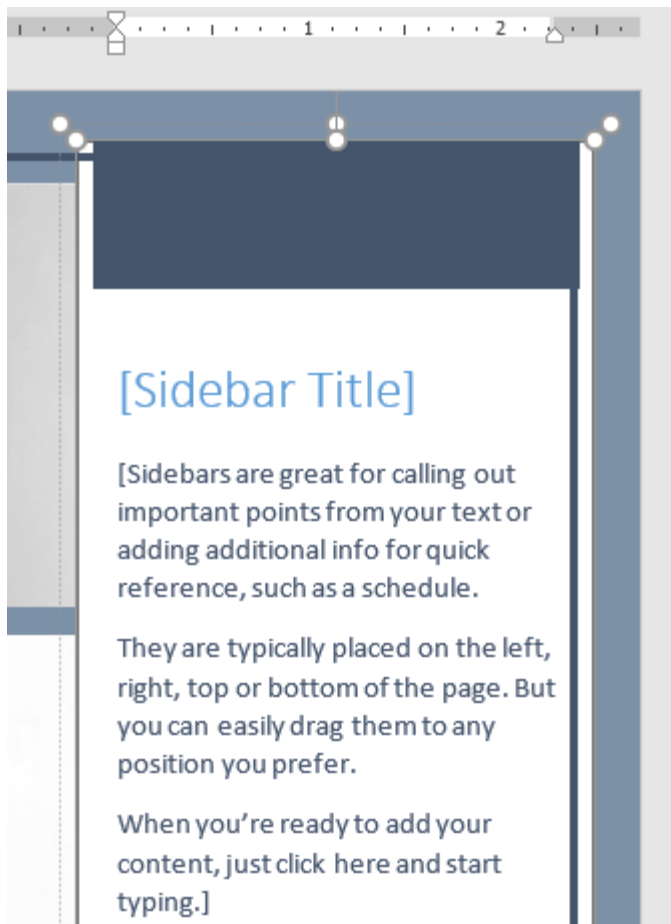 1 2
[Sidebar Title]
[Sidebars are great for calling out
important points from your text or
adding additional info for quick
reference, such as a schedule.
They are typically placed on the left,
right, top or bottom of the page. But
you can easily drag them to any
position you prefer.
When you’re ready to add your
content, just click here and start
typing.]